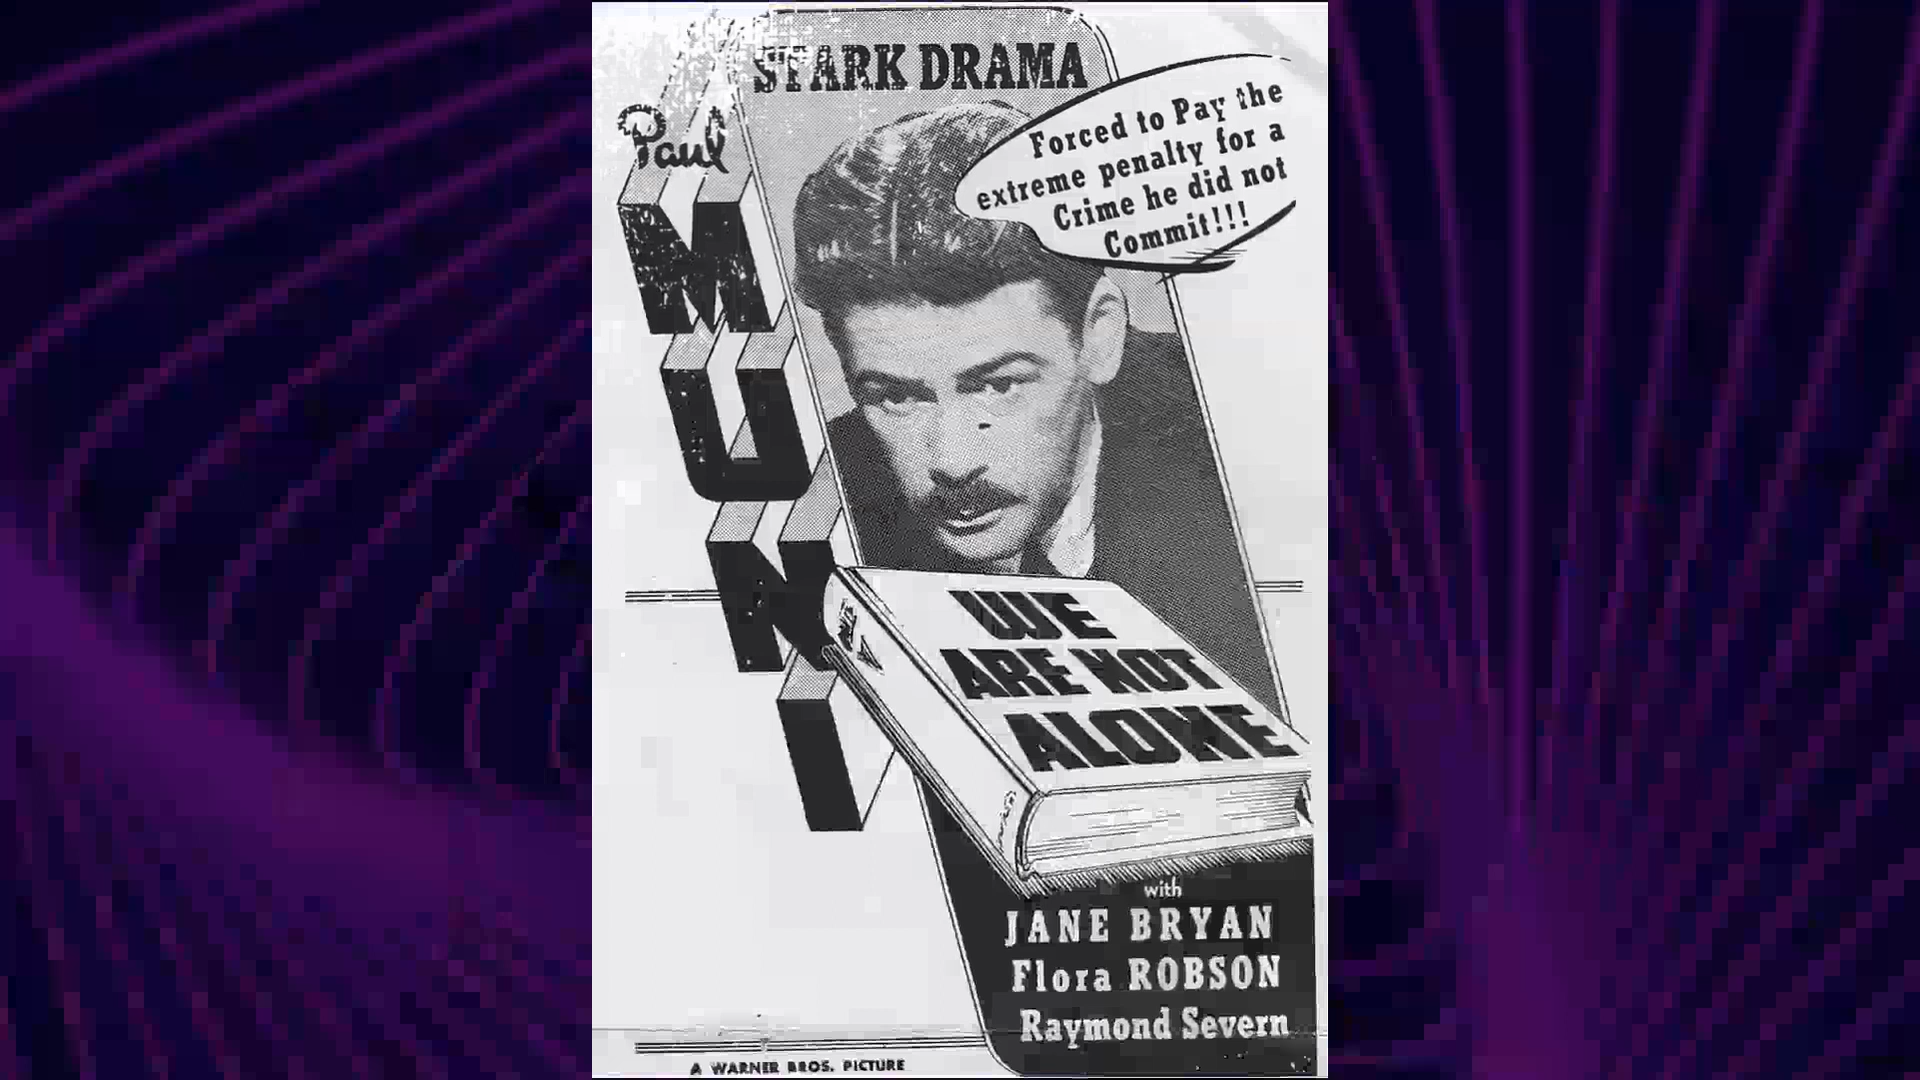 STARK DRAMA
Paul
MUNI
Forced to Pay the
extreme penalty for a
Crime he did not
Commit!!!
WE
ARE NOT
ALONE
with
JANE BRYAN
Flora ROBSON
Raymond Severn
A WARNER BROS. PICTURE